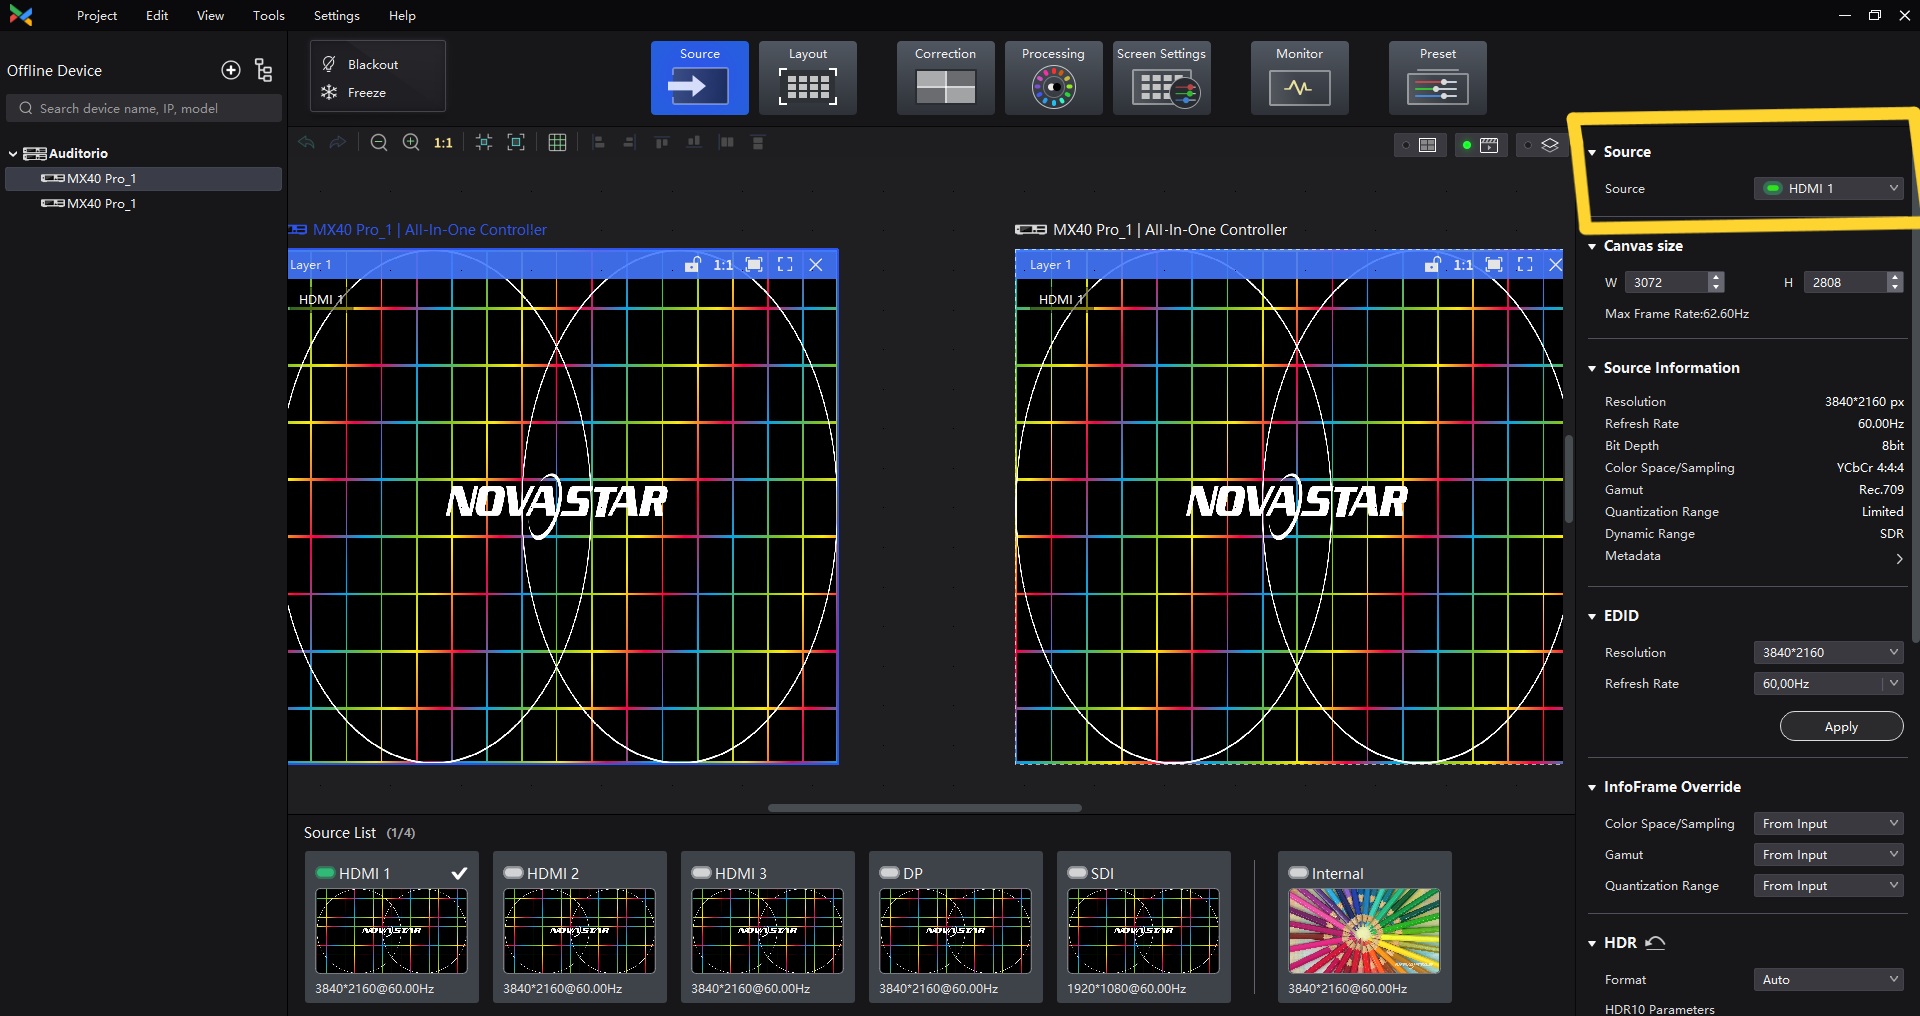 Project Edit View Tools Settings Help
Offline Device
Search device name, IP, model
Auditorio
MX40 Pro_1
MX40 Pro_1
Blackout
Freeze
Source
Layout
Correction
Processing
Screen Settings
Monitor
Preset
1:1
MX40 Pro_1 | All-In-One Controller
Layer 1 1:1
HDMI 1
NOVASTAR
MX40 Pro_1 | All-In-One Controller
Layer 1 1:1
HDMI 1
NOVASTAR
Source List (1/4)
HDMI 1
NOVASTAR
3840*2160@60.00Hz
HDMI 2
NOVASTAR
3840*2160@60.00Hz
HDMI 3
NOVASTAR
3840*2160@60.00Hz
DP
NOVASTAR
3840*2160@60.00Hz
SDI
NOVASTAR
1920*1080@60.00Hz
Internal
3840*2160@60.00Hz
Source
Source HDMI 1
Canvas size
W 3072 H 2808
Max Frame Rate:62.60Hz
Source Information
Resolution 3840*2160 px
Refresh Rate 60.00Hz
Bit Depth 8bit
Color Space/Sampling YCbCr 4:4:4
Gamut Rec.709
Quantization Range Limited
Dynamic Range SDR
Metadata
EDID
Resolution 3840*2160
Refresh Rate 60,00Hz
Apply
InfoFrame Override
Color Space/Sampling From Input
Gamut From Input
Quantization Range From Input
HDR
Format Auto
HDR10 Parameters